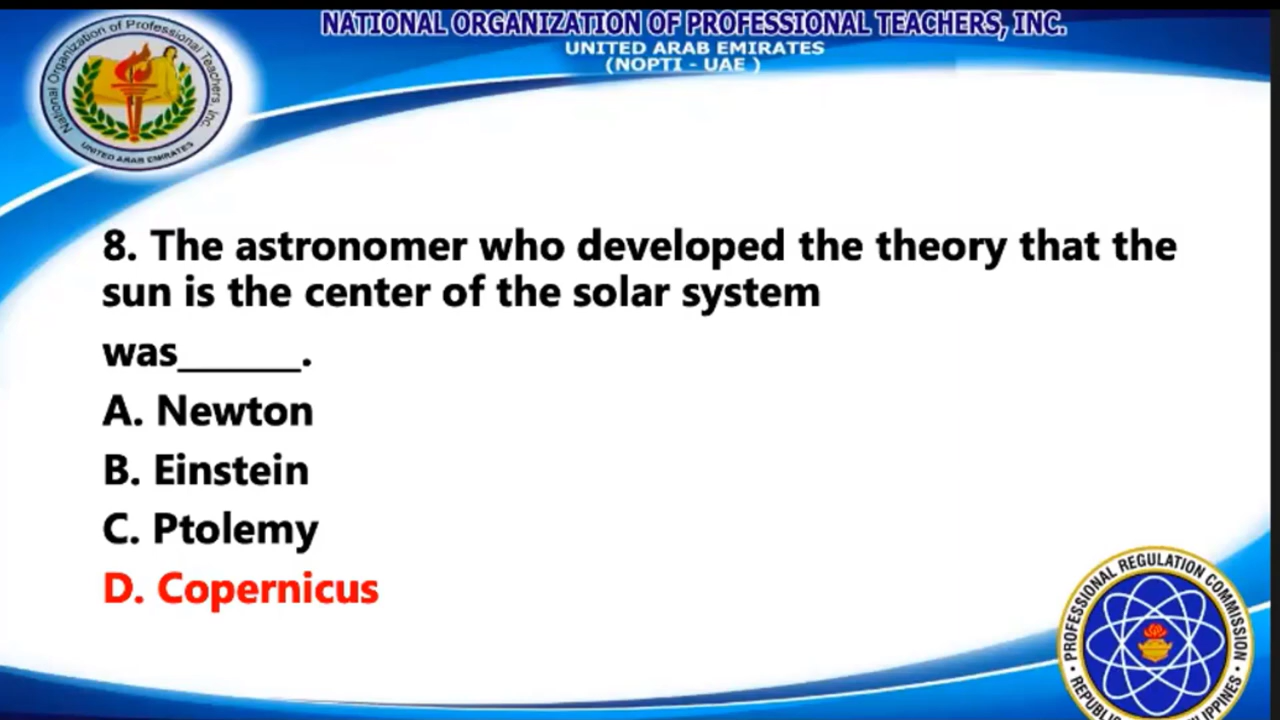 NATIONAL ORGANIZATION OF PROFESSIONAL TEACHERS, INC.
UNITED ARAB EMIRATES
(NOPTI - UAE )
National Organization of Professional Teachers, Inc.
UNITED ARAB EMIRATES
8. The astronomer who developed the theory that the
sun is the center of the solar system
was______.
A. Newton
B. Einstein
C. Ptolemy
D. Copernicus
PROFESSIONAL REGULATION COMMISSION